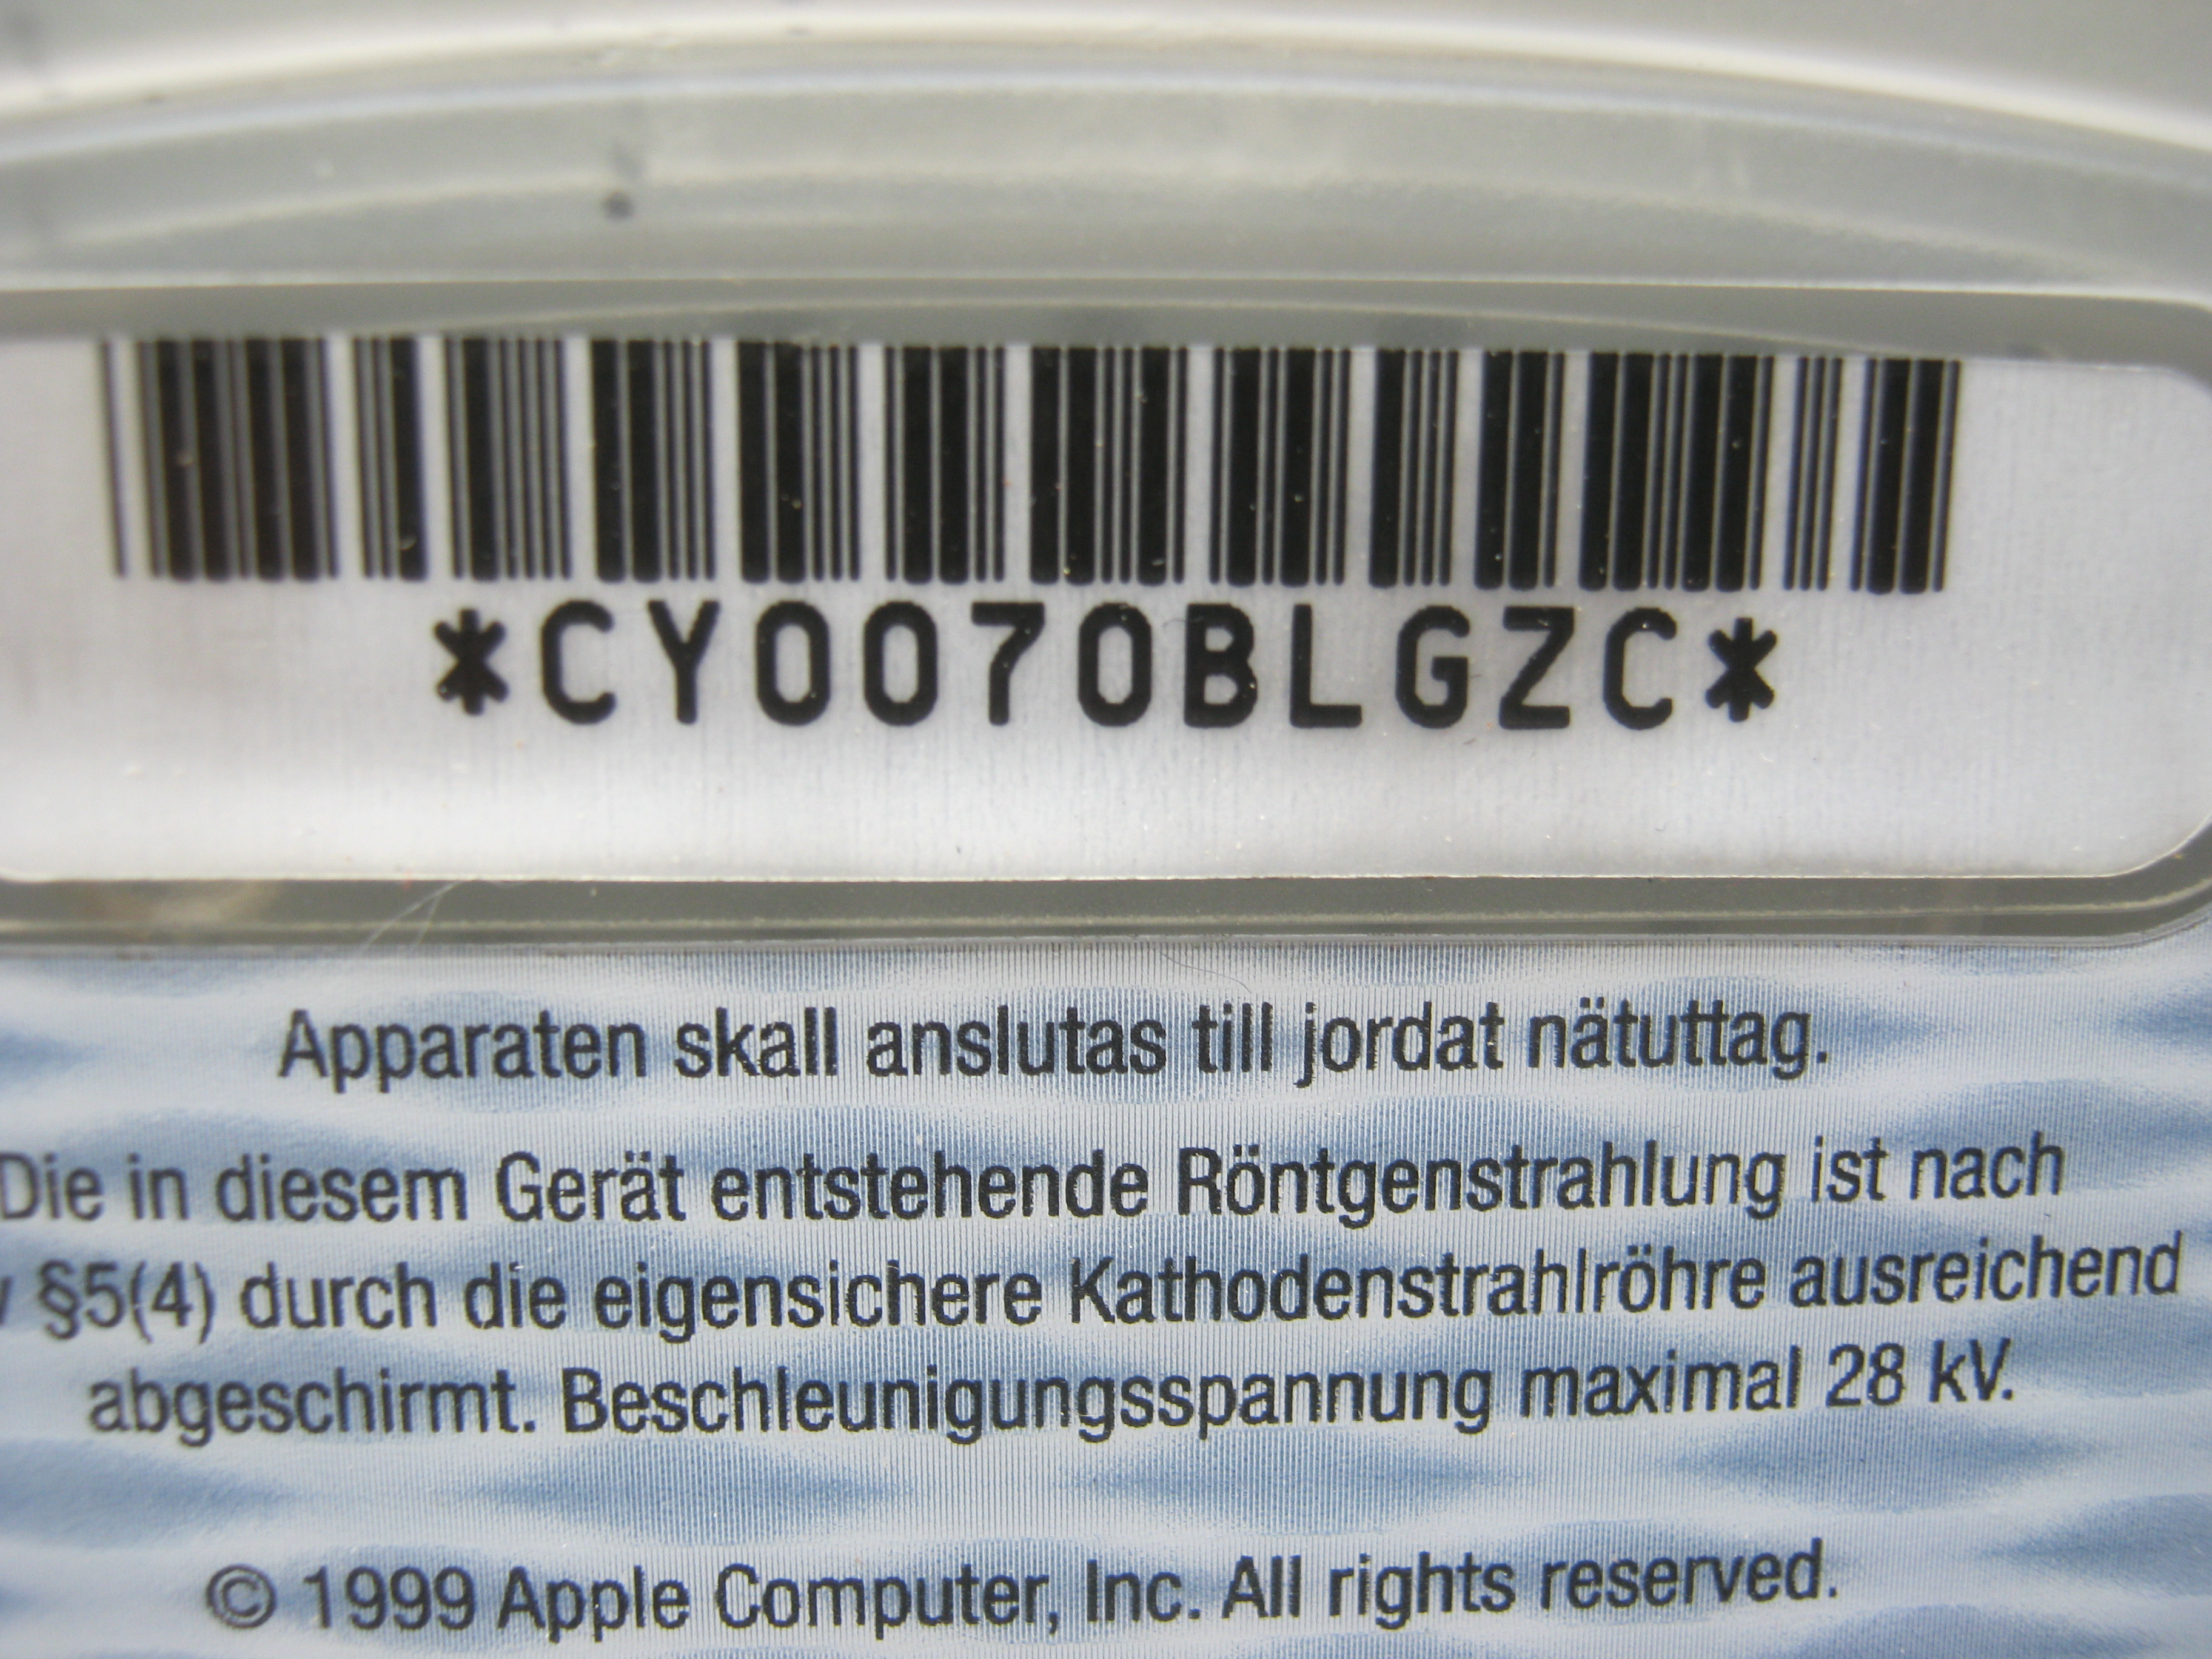 *CY0070BLGZC*
Apparaten skall anslutas till jordat nätuttag.
Die in diesem Gerät entstehende Röntgenstrahlung ist nach
§5(4) durch die eigensichere Kathodenstrahlröhre ausreichend
abgeschirmt. Beschleunigungsspannung maximal 28 kV.
© 1999 Apple Computer, Inc. All rights reserved.